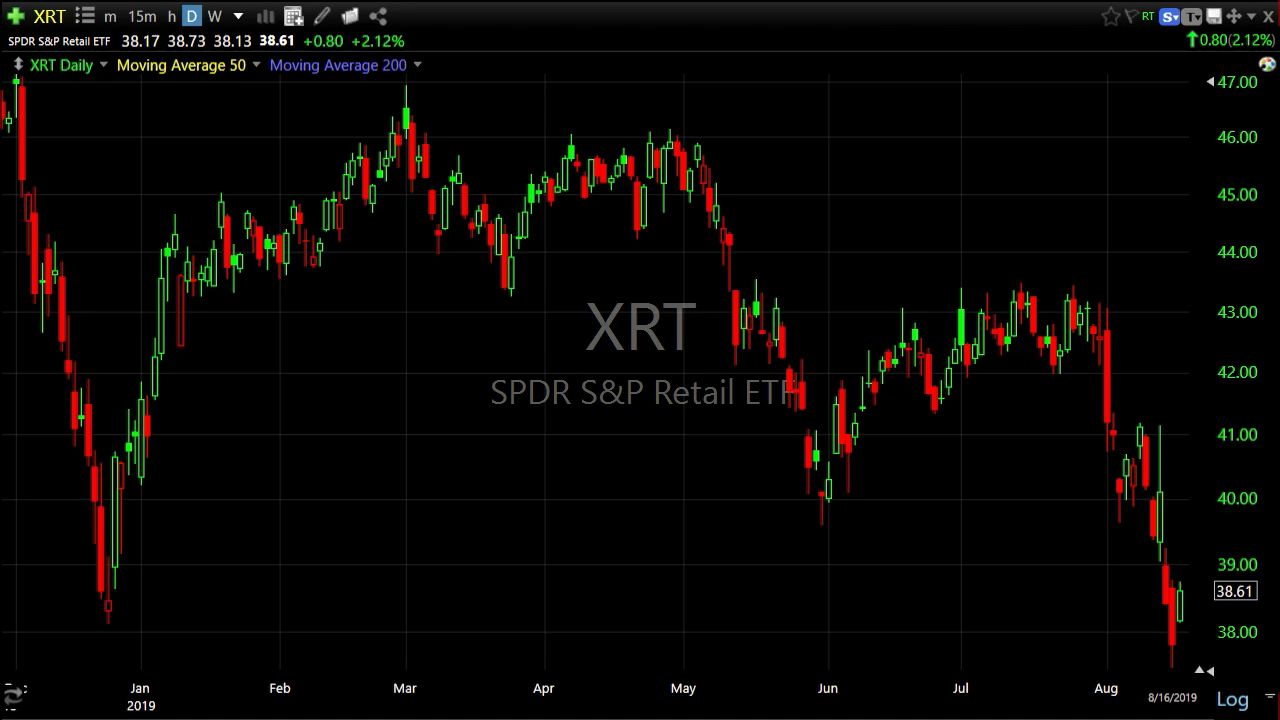 XRT m 15m h D W RT S T
SPDR S&P Retail ETF 38.17 38.73 38.13 38.61 +0.80 +2.12% 0.80(2.12%)
XRT Daily Moving Average 50 Moving Average 200
47.00
46.00
45.00
44.00
43.00
XRT
42.00
SPDR S&P Retail ETF
41.00
40.00
39.00
38.61
38.00
Jan Feb Mar Apr May Jun Jul Aug
2019 8/16/2019 Log